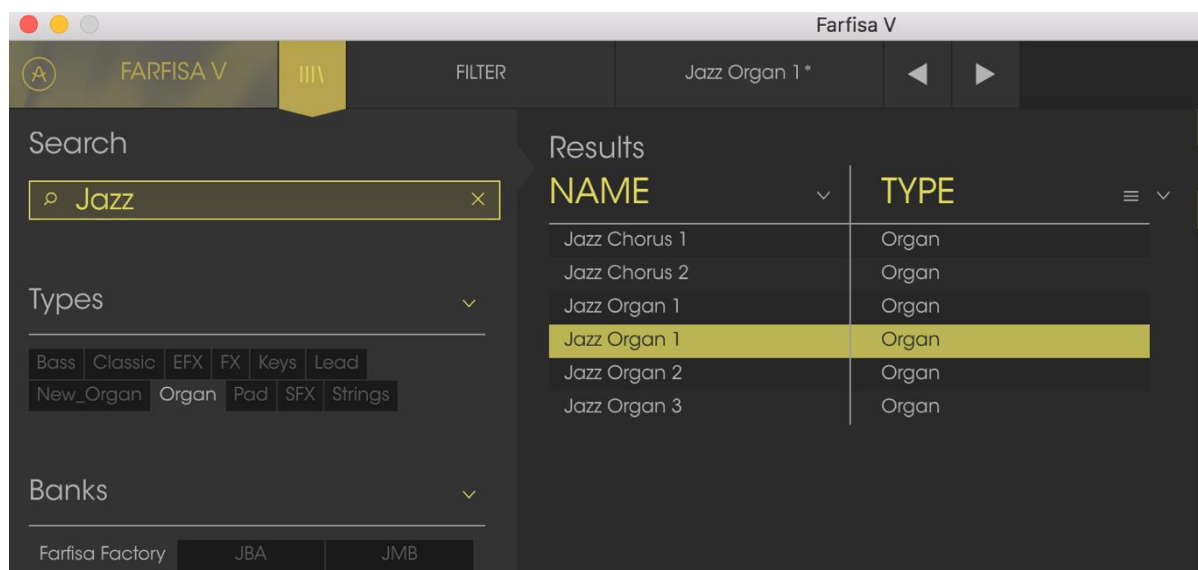 Farfisa V
FARFISA V FILTER Jazz Organ 1*
Search
Jazz
Types
Bass Classic EFX FX Keys Lead
New_Organ Organ Pad SFX Strings
Banks
Farfisa Factory JBA JMB
Results
NAME TYPE
Jazz Chorus 1 Organ
Jazz Chorus 2 Organ
Jazz Organ 1 Organ
Jazz Organ 1 Organ
Jazz Organ 2 Organ
Jazz Organ 3 Organ